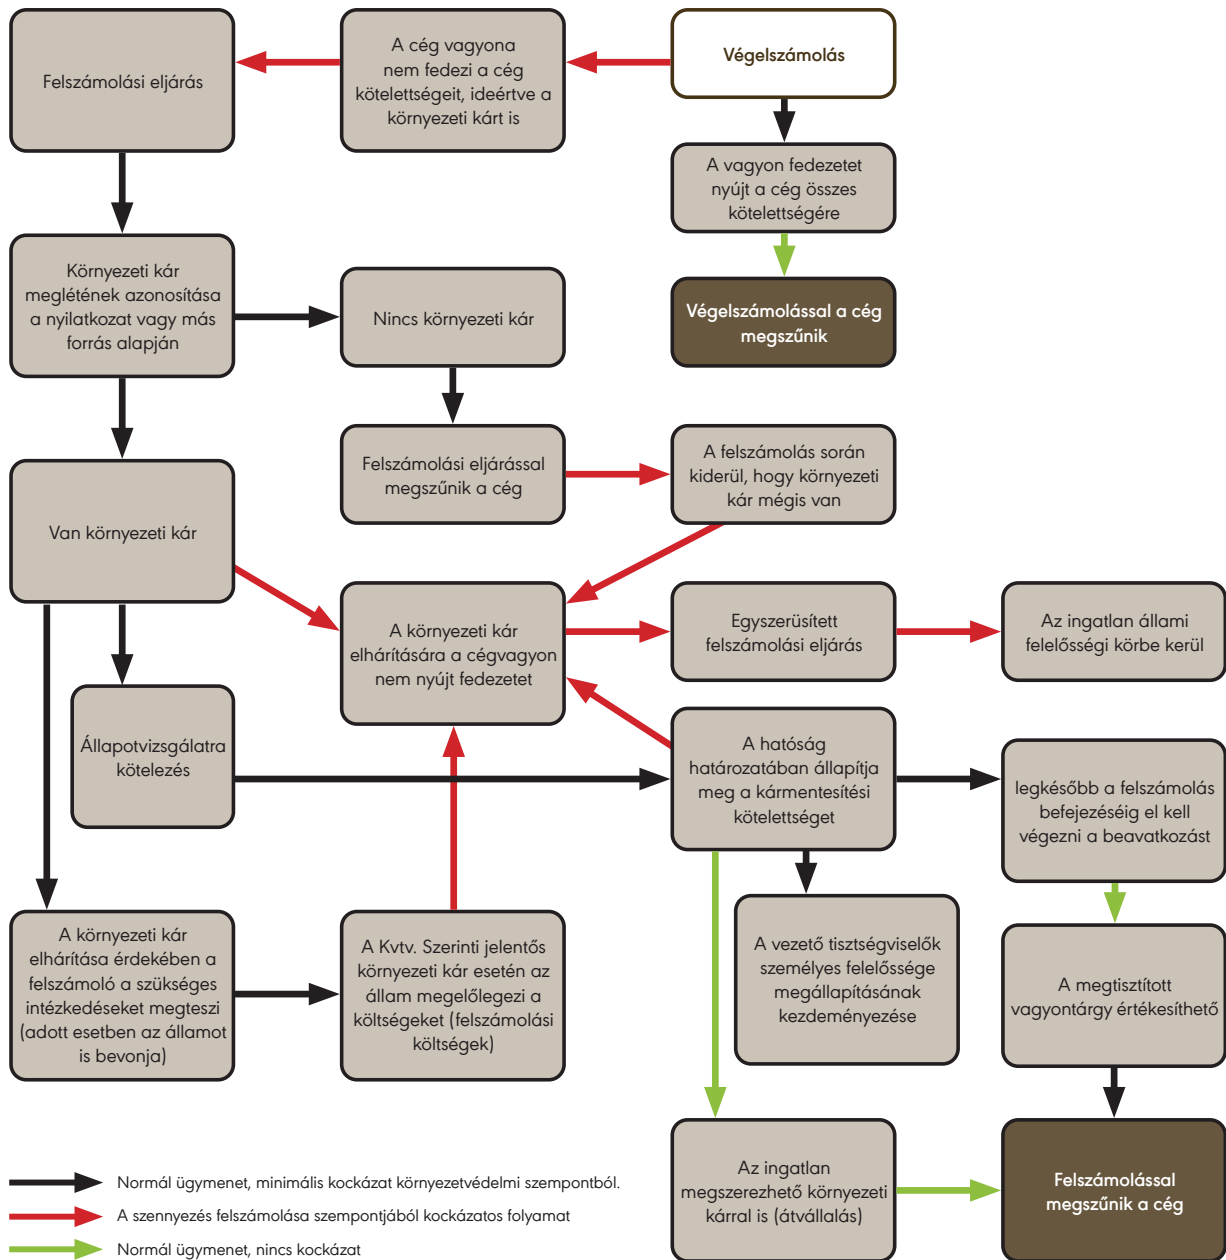 Felszámolási eljárás
A cég vagyona
nem fedezi a cég
kötelettségeit, ideértve a
környezeti kárt is
Végelszámolás
A vagyon fedezetet
nyújt a cég összes
kötelettségére
Környezeti kár
meglétének azonosítása
a nyilatkozat vagy más
forrás alapján
Nincs környezeti kár
Végelszámolással a cég
megszűnik
Felszámolási eljárással
megszűnik a cég
A felszámolás során
kiderül, hogy környezeti
kár mégis van
Van környezeti kár
A környezeti kár
elhárítására a cégvagyon
nem nyújt fedezetet
Egyszerüsített
felszámolási eljárás
Az ingatlan állami
felelősségi körbe kerül
Állapotvizsgálatra
kötelezés
A hatóság
határozatában állapítja
meg a kármentesítési
kötelettséget
legkésőbb a felszámolás
befejezéséig el kell
végezni a beavatkozást
A környezeti kár
elhárítása érdekében a
felszámoló a szükséges
intézkedéseket megteszi
(adott esetben az államot
is bevonja)
A Kvtv. Szerinti jelentős
környezeti kár esetén az
állam megelőlegezi a
költségeket (felszámolási
költségek)
A vezető tisztségviselők
személyes felelőssége
megállapításának
kezdeményezése
A megtisztított
vagyontárgy értékesíthető
Az ingatlan
megszerezhető környezeti
kárral is (átvállalás)
Felszámolással
megszűnik a cég
Normál ügymenet, minimális kockázat környezetvédelmi szempontból.
A szennyezés felszámolása szempontjából kockázatos folyamat
Normál ügymenet, nincs kockázat